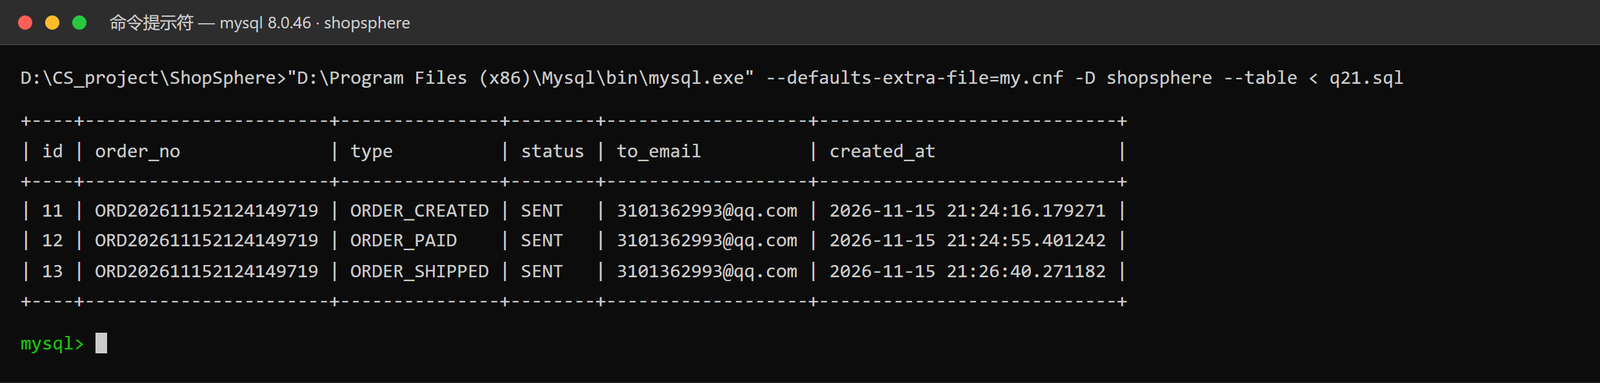 命令提示符 — mysql 8.0.46 · shopsphere
D:\CS_project\ShopSphere>"D:\Program Files (x86)\Mysql\bin\mysql.exe" --defaults-extra-file=my.cnf -D shopsphere --table < q21.sql
+----+-----------------------+---------------+--------+-------------------+----------------------------+
| id | order_no              | type          | status | to_email          | created_at                 |
+----+-----------------------+---------------+--------+-------------------+----------------------------+
| 11 | ORD202611152124149719 | ORDER_CREATED | SENT   | 3101362993@qq.com | 2026-11-15 21:24:16.179271 |
| 12 | ORD202611152124149719 | ORDER_PAID    | SENT   | 3101362993@qq.com | 2026-11-15 21:24:55.401242 |
| 13 | ORD202611152124149719 | ORDER_SHIPPED | SENT   | 3101362993@qq.com | 2026-11-15 21:26:40.271182 |
+----+-----------------------+---------------+--------+-------------------+----------------------------+
mysql>